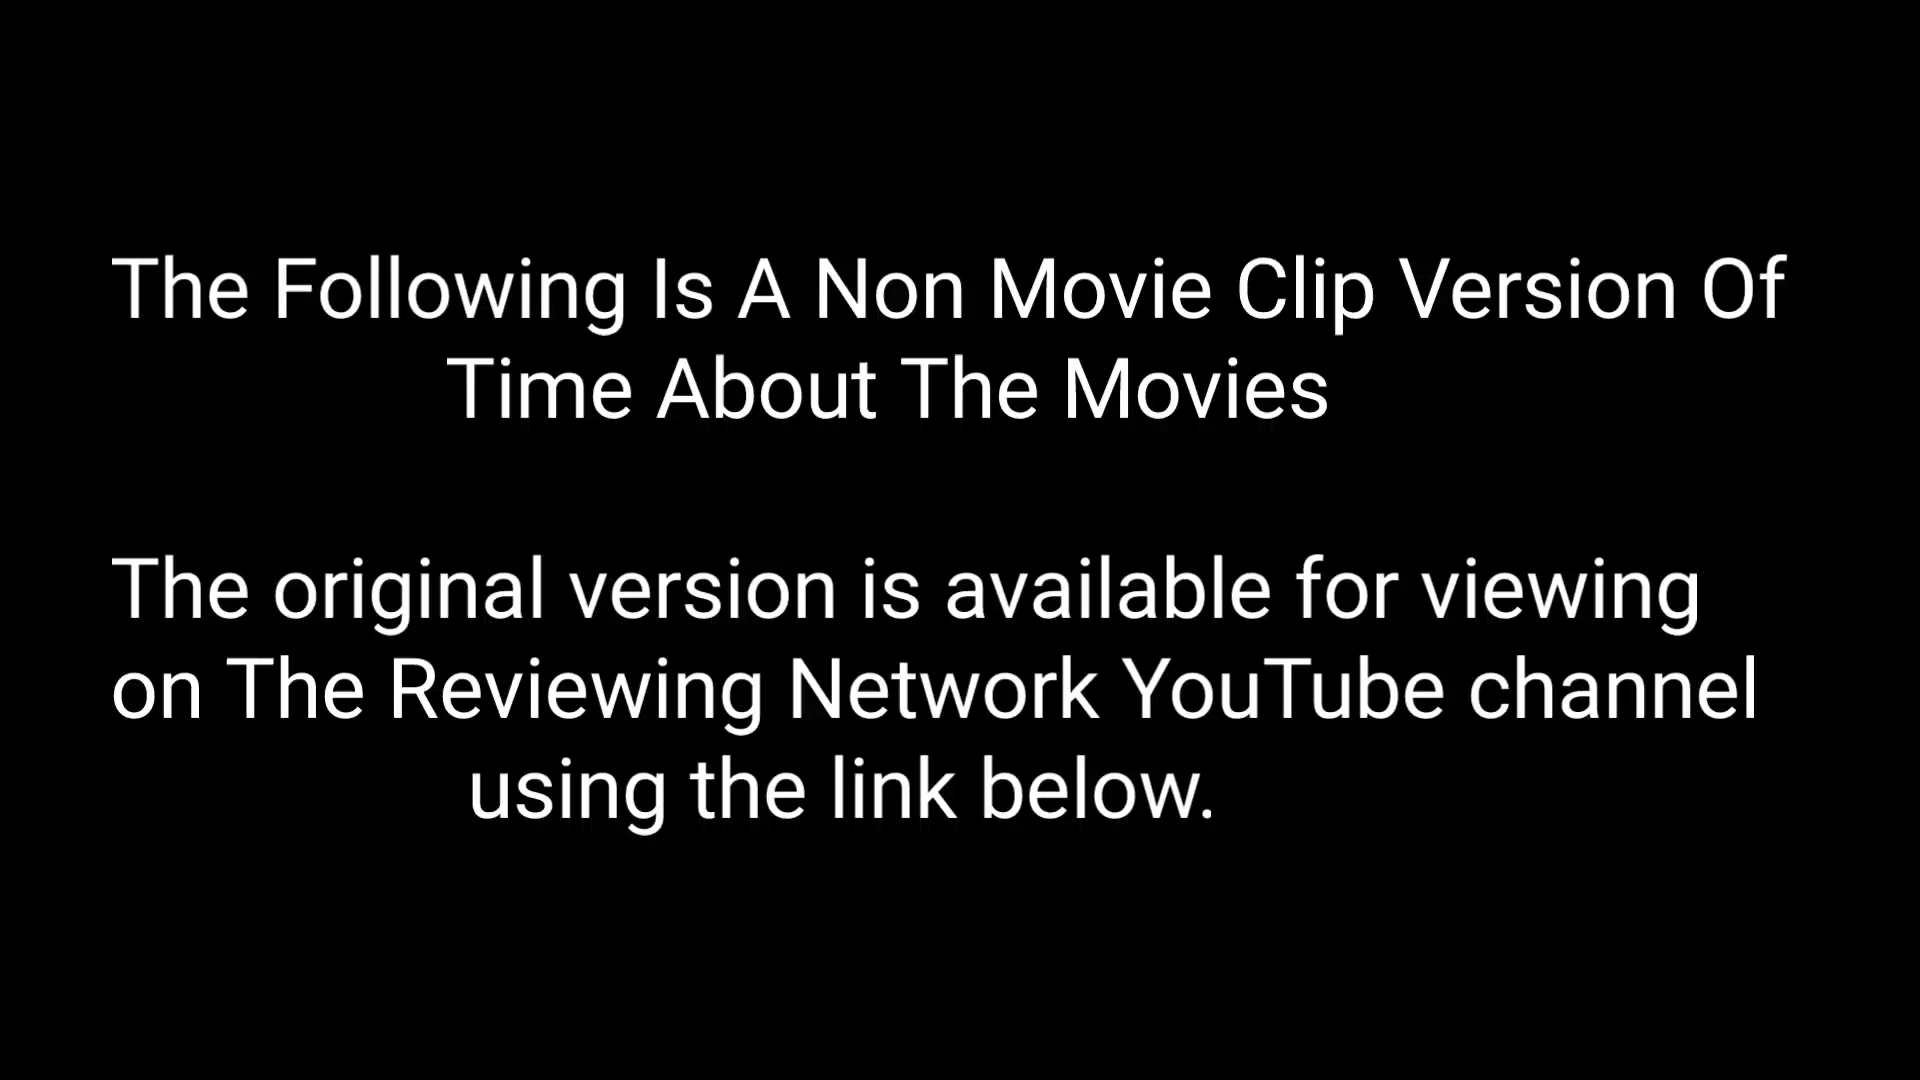 The Following Is A Non Movie Clip Version Of
Time About The Movies
The original version is available for viewing
on The Reviewing Network YouTube channel
using the link below.